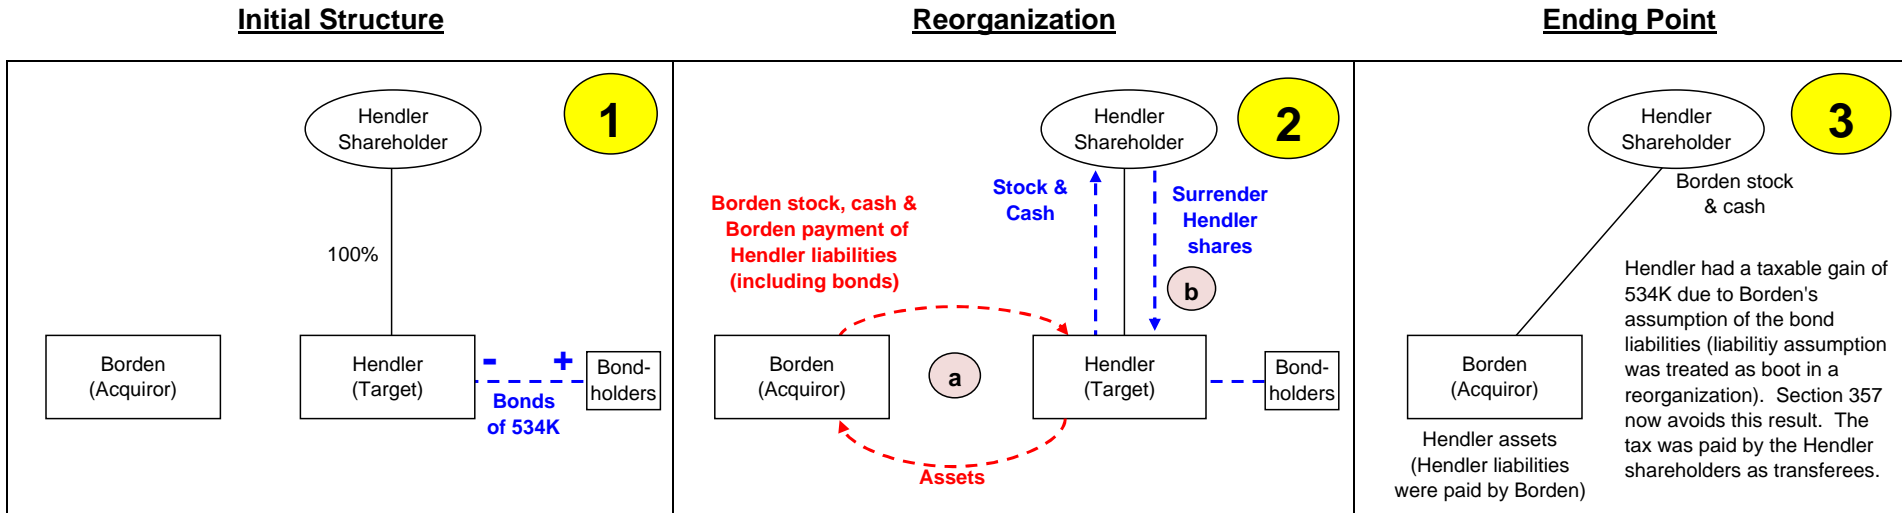 Initial Structure
Reorganization
Ending Point
Hendler
Shareholder
1
100%
Borden
(Acquiror)
Hendler
(Target)
- +
Bonds
of 534K
Bond-
holders
Hendler
Shareholder
2
Stock &
Cash
Surrender
Hendler
shares
b
Borden stock, cash &
Borden payment of
Hendler liabilities
(including bonds)
Borden
(Acquiror)
a
Hendler
(Target)
Bond-
holders
Assets
Hendler
Shareholder
3
Borden stock
& cash
Borden
(Acquiror)
Hendler assets
(Hendler liabilities
were paid by Borden)
Hendler had a taxable gain of
534K due to Borden's
assumption of the bond
liabilities (liabilitiy assumption
was treated as boot in a
reorganization). Section 357
now avoids this result. The
tax was paid by the Hendler
shareholders as transferees.